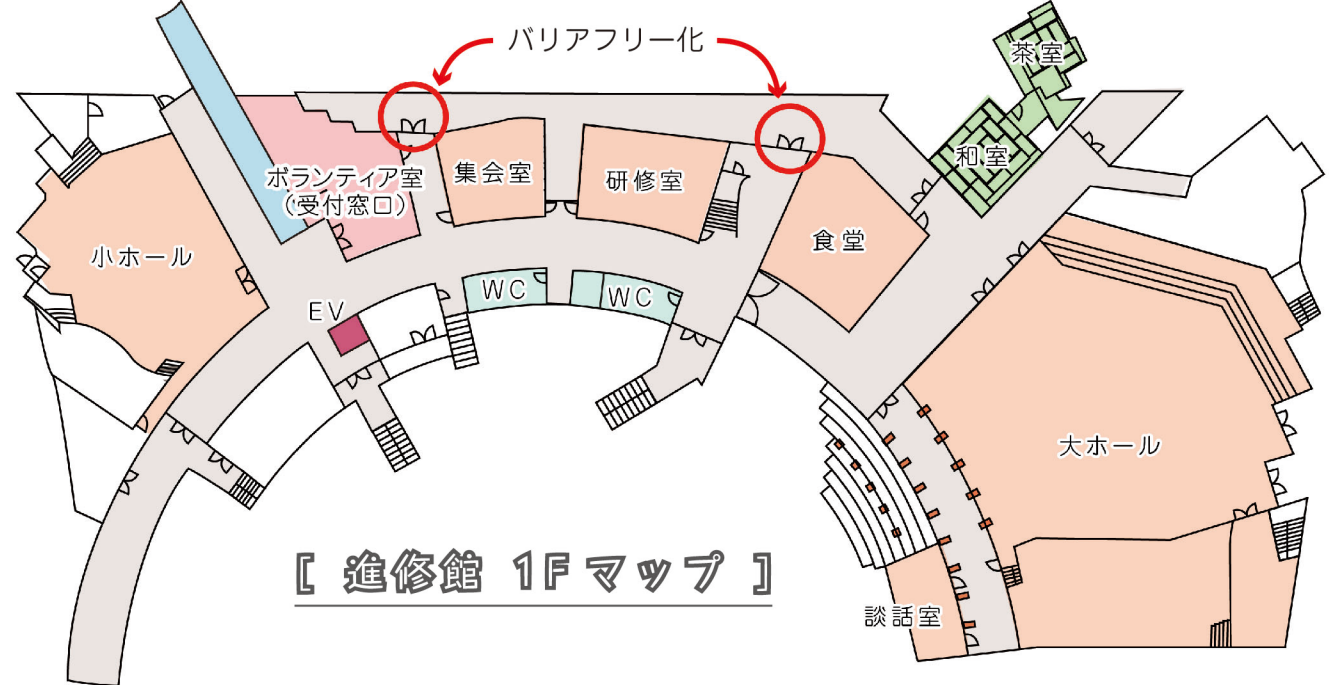 バリアフリー化
茶室
和室
ボランティア室
（受付窓口）
集会室
研修室
食堂
小ホール
EV
WC
WC
大ホール
[ 進修館 1Fマップ ]
談話室